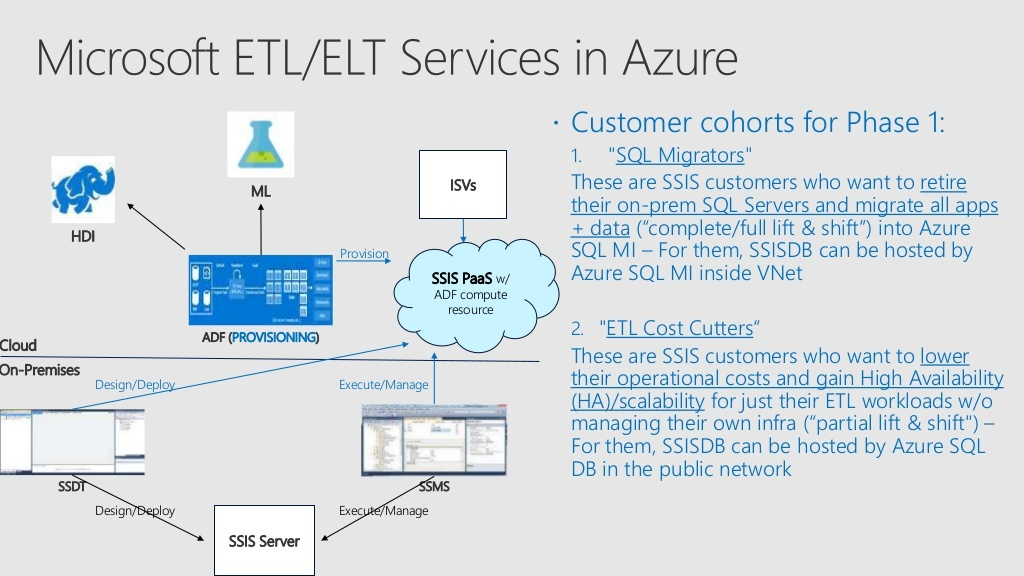 Microsoft ETL/ELT Services in Azure
HDI
ML
ISVs
Provision
SSIS PaaS w/
ADF compute
resource
ADF (PROVISIONING)
Cloud
On-Premises
Design/Deploy
Execute/Manage
SSDT
SSMS
Design/Deploy
Execute/Manage
SSIS Server
• Customer cohorts for Phase 1:
1. "SQL Migrators"
These are SSIS customers who want to retire
their on-prem SQL Servers and migrate all apps
+ data (“complete/full lift & shift”) into Azure
SQL MI – For them, SSISDB can be hosted by
Azure SQL MI inside VNet
2. "ETL Cost Cutters“
These are SSIS customers who want to lower
their operational costs and gain High Availability
(HA)/scalability for just their ETL workloads w/o
managing their own infra (“partial lift & shift") –
For them, SSISDB can be hosted by Azure SQL
DB in the public network